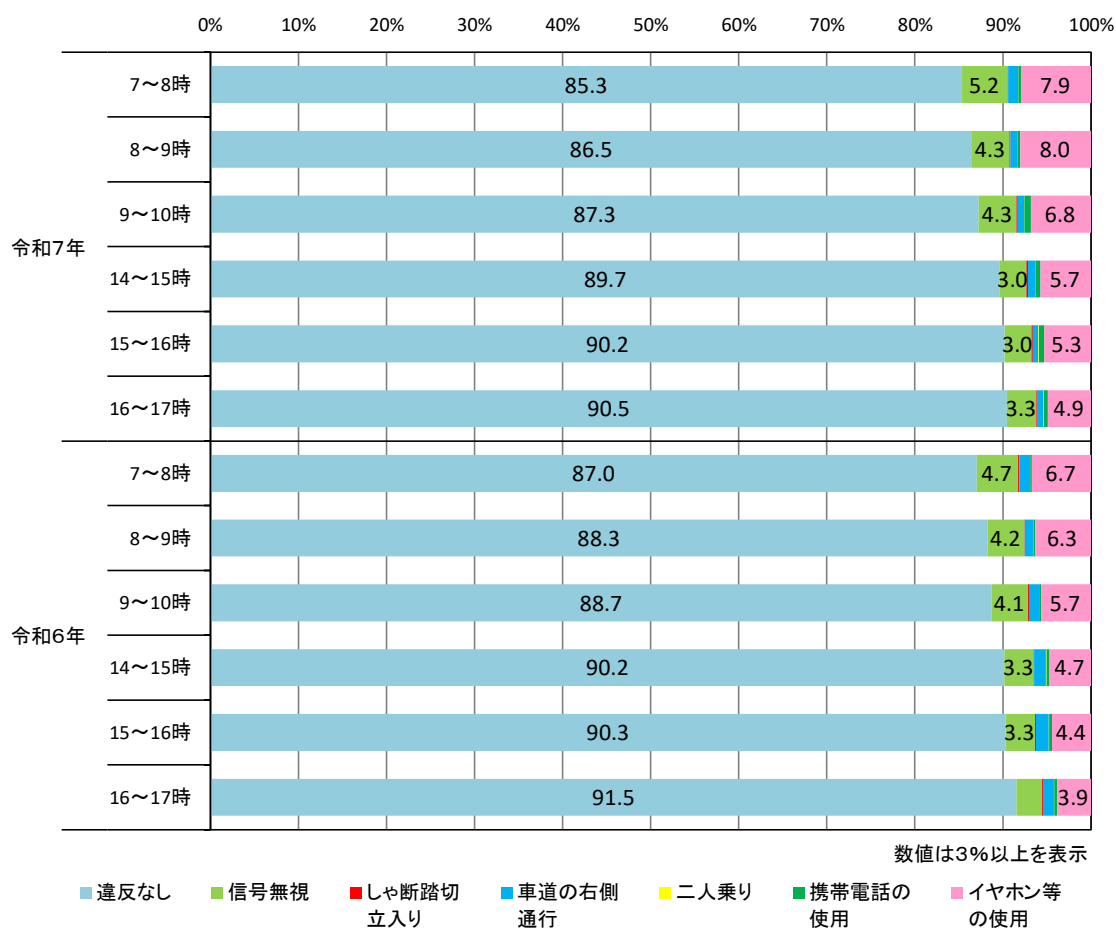 0% 10% 20% 30% 40% 50% 60% 70% 80% 90% 100%
令和7年
7～8時 85.3 5.2 7.9
8～9時 86.5 4.3 8.0
9～10時 87.3 4.3 6.8
14～15時 89.7 3.0 5.7
15～16時 90.2 3.0 5.3
16～17時 90.5 3.3 4.9
令和6年
7～8時 87.0 4.7 6.7
8～9時 88.3 4.2 6.3
9～10時 88.7 4.1 5.7
14～15時 90.2 3.3 4.7
15～16時 90.3 3.3 4.4
16～17時 91.5 3.9
数値は3%以上を表示
違反なし
信号無視
しゃ断踏切
立入り
車道の右側
通行
二人乗り
携帯電話の
使用
イヤホン等
の使用